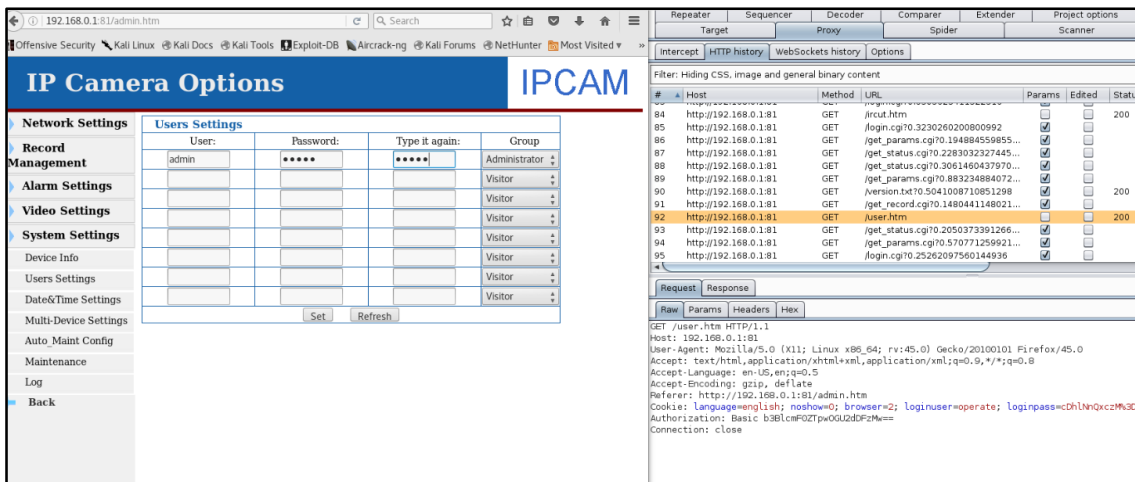 192.168.0.1:81/admin.htm
Search
Offensive Security Kali Linux Kali Docs Kali Tools Exploit-DB Aircrack-ng Kali Forums NetHunter Most Visited
IP Camera Options
IPCAM
Network Settings
Record Management
Alarm Settings
Video Settings
System Settings
Device Info
Users Settings
Date&Time Settings
Multi-Device Settings
Auto_Maint Config
Maintenance
Log
Back
Users Settings
User: Password: Type it again: Group
admin ••••• ••••• Administrator
Visitor
Visitor
Visitor
Visitor
Visitor
Visitor
Visitor
Set Refresh
Repeater Sequencer Decoder Comparer Extender Project options
Target Proxy Spider Scanner
Intercept HTTP history WebSockets history Options
Filter: Hiding CSS, image and general binary content
# Host Method URL Params Edited Statu
84 http://192.168.0.1:81 GET /ircut.htm 200
85 http://192.168.0.1:81 GET /login.cgi?0.3230260200800992
86 http://192.168.0.1:81 GET /get_params.cgi?0.194884559855...
87 http://192.168.0.1:81 GET /get_status.cgi?0.2283032327445...
88 http://192.168.0.1:81 GET /get_status.cgi?0.3061460437970...
89 http://192.168.0.1:81 GET /get_params.cgi?0.883234884072...
90 http://192.168.0.1:81 GET /version.txt?0.5041008710851298 200
91 http://192.168.0.1:81 GET /get_record.cgi?0.1480441148021...
92 http://192.168.0.1:81 GET /user.htm 200
93 http://192.168.0.1:81 GET /get_status.cgi?0.2050373391266...
94 http://192.168.0.1:81 GET /get_params.cgi?0.570771259921...
95 http://192.168.0.1:81 GET /login.cgi?0.25262097560144936
Request Response
Raw Params Headers Hex
GET /user.htm HTTP/1.1
Host: 192.168.0.1:81
User-Agent: Mozilla/5.0 (X11; Linux x86_64; rv:45.0) Gecko/20100101 Firefox/45.0
Accept: text/html,application/xhtml+xml,application/xml;q=0.9,*/*;q=0.8
Accept-Language: en-US,en;q=0.5
Accept-Encoding: gzip, deflate
Referer: http://192.168.0.1:81/admin.htm
Cookie: language=english; noshow=0; browser=2; loginuser=operate; loginpass=cDhlNnQxczM%3D
Authorization: Basic b3BlcmF0ZTpwOGU2dDFzMw==
Connection: close